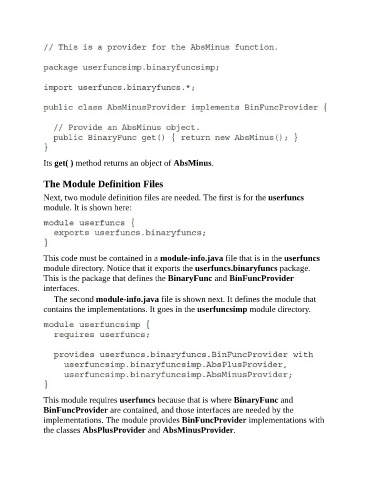 // This is a provider for the AbsMinus function.
package userfuncsimp.binaryfuncsimp;
import userfuncs.binaryfuncs.*;
public class AbsMinusProvider implements BinFuncProvider {
// Provide an AbsMinus object.
public BinaryFunc get() { return new AbsMinus(); }
}
Its get( ) method returns an object of AbsMinus.
The Module Definition Files
Next, two module definition files are needed. The first is for the userfuncs
module. It is shown here:
module userfuncs {
exports userfuncs.binaryfuncs;
}
This code must be contained in a module-info.java file that is in the userfuncs
module directory. Notice that it exports the userfuncs.binaryfuncs package.
This is the package that defines the BinaryFunc and BinFuncProvider
interfaces.
The second module-info.java file is shown next. It defines the module that
contains the implementations. It goes in the userfuncsimp module directory.
module userfuncsimp {
requires userfuncs;
provides userfuncs.binaryfuncs.BinFuncProvider with
userfuncsimp.binaryfuncsimp.AbsPlusProvider,
userfuncsimp.binaryfuncsimp.AbsMinusProvider;
}
This module requires userfuncs because that is where BinaryFunc and
BinFuncProvider are contained, and those interfaces are needed by the
implementations. The module provides BinFuncProvider implementations with
the classes AbsPlusProvider and AbsMinusProvider.